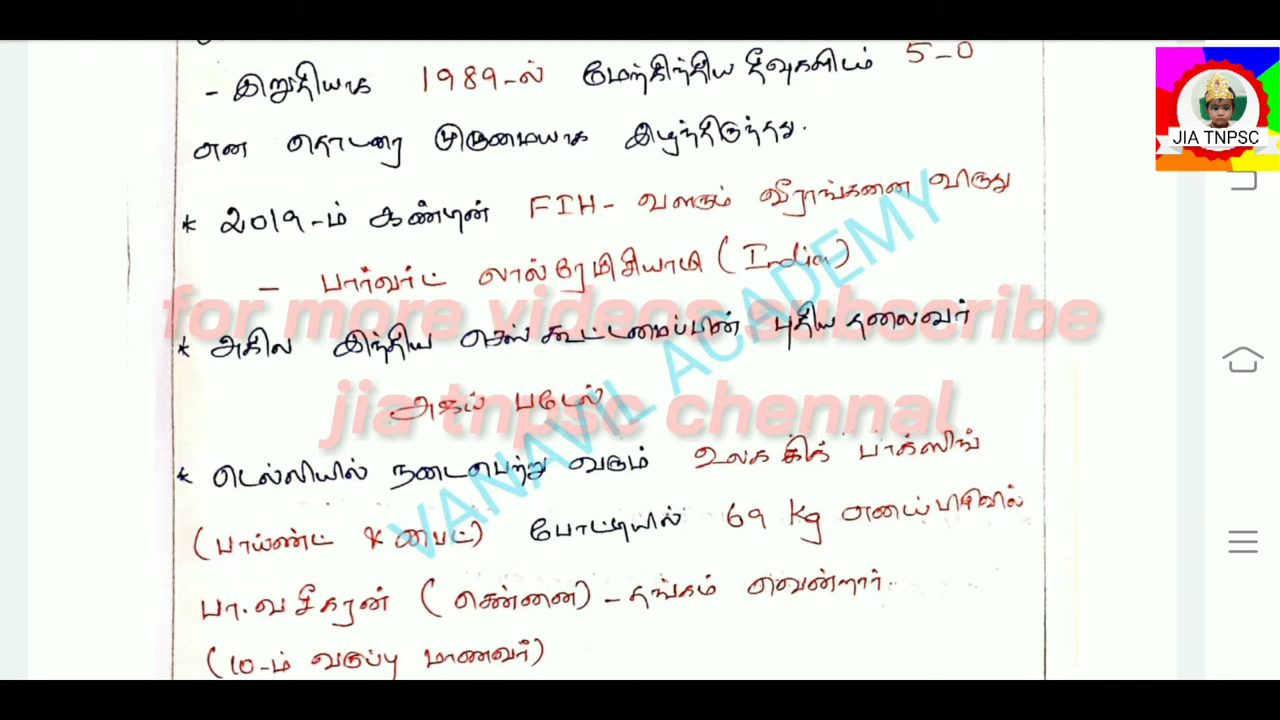 - இறுதியாக 1989-ல் மேற்கிந்திய தீவுகளிடம் 5-0
என தொடரை முழுமையாக இழந்திருந்தது.
* 2019-ம் ஆண்டின் FIH- வளரும் வீராங்கனை விருது
- பார்வர்ட் லால்ரேமிசியாமி (India)
* அகில இந்திய செஸ் கூட்டமைப்பின் புதிய தலைவர்
அஜய் படேல்
* டெல்லியில் நடைபெற்று வரும் உலக கிக் பாக்ஸிங்
(பாய்ண்ட் & பைட்) போட்டியில் 69 kg எடைபிரிவில்
பா.வசீகரன் (சென்னை) - தங்கம் வென்றார்.
(10-ம் வகுப்பு மாணவர்)
for more videos subscribe
jia tnpsc chennal
VANAVIL ACADEMY
JIA TNPSC